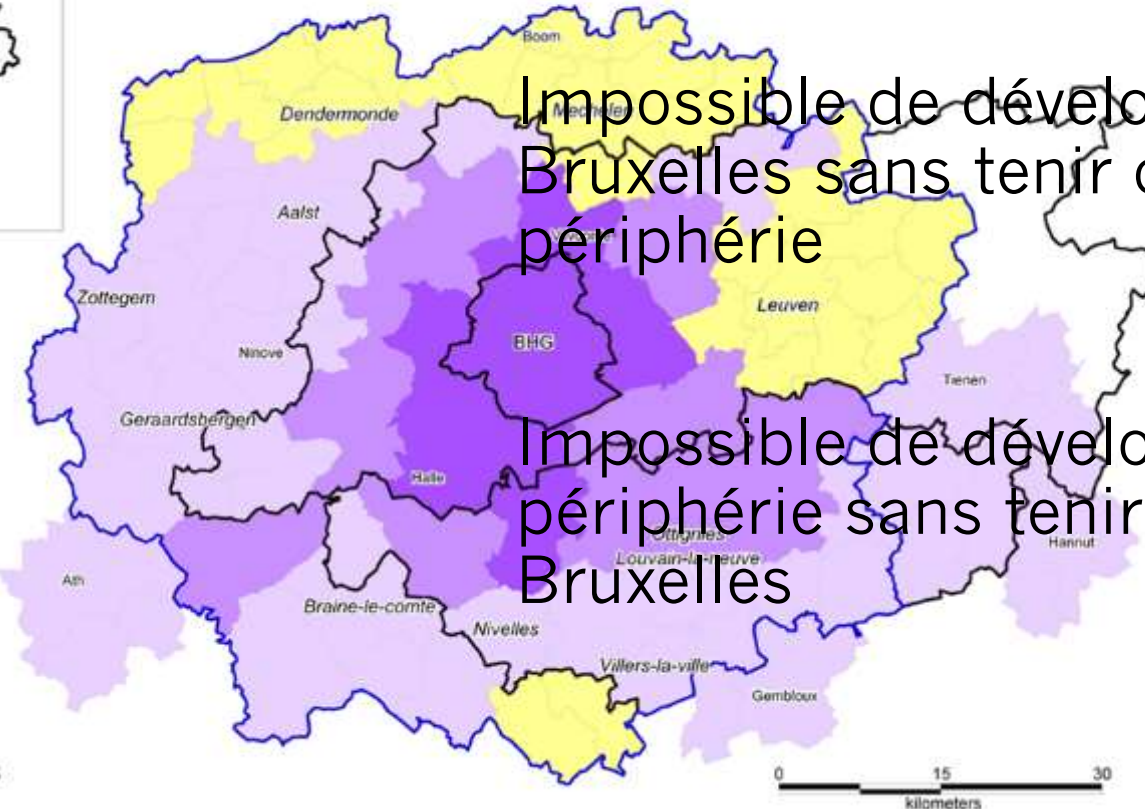 Boom
Impossible de dévelo
Mechelen
Dendermonde
Bruxelles sans tenir c
Aalst
périphérie
Zottegem
Leuven
BHG
Ninove
Tienen
Geraardsbergen
Impossible de dévelo
Halle
périphérie sans tenir
Ottignies
Hannut
Louvain-la-neuve
Ath
Bruxelles
Braine-le-comte
Nivelles
Villers-la-ville
Gembloux
0 15 30
kilometers